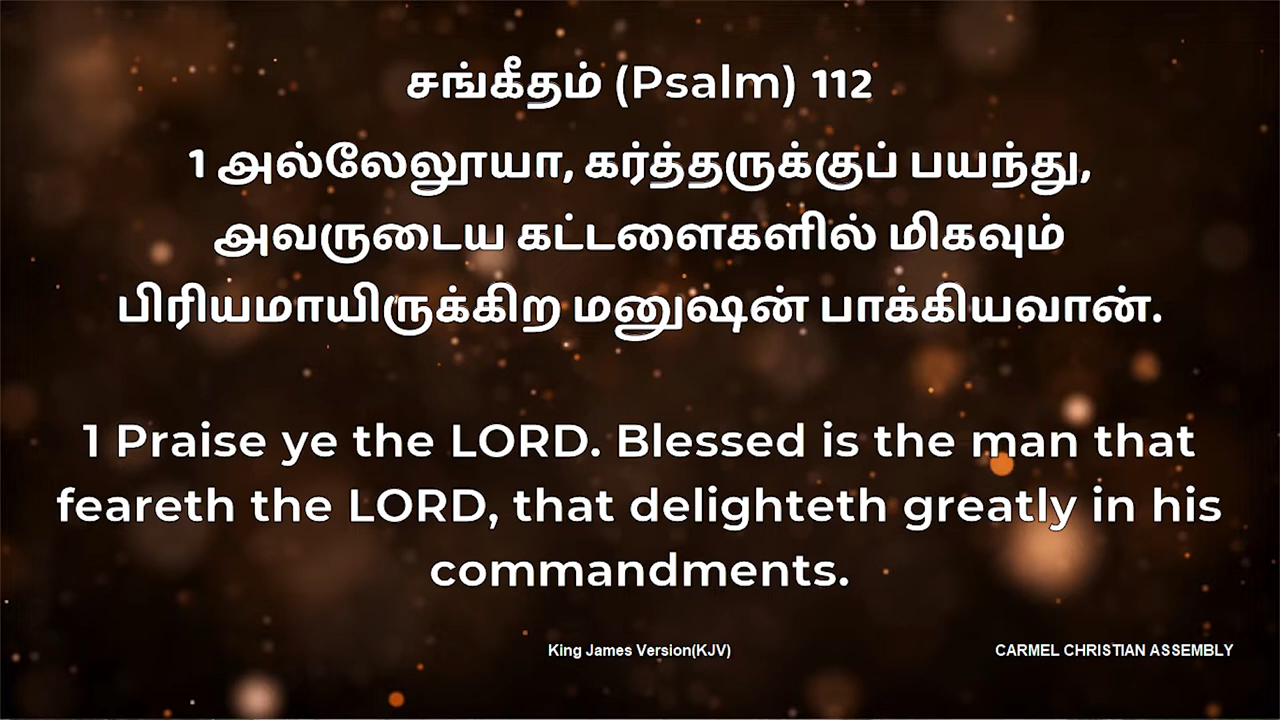 சங்கீதம் (Psalm) 112
1 அல்லேலூயா, கர்த்தருக்குப் பயந்து,
அவருடைய கட்டளைகளில் மிகவும்
பிரியமாயிருக்கிற மனுஷன் பாக்கியவான்.
1 Praise ye the LORD. Blessed is the man that
feareth the LORD, that delighteth greatly in his
commandments.
King James Version(KJV)
CARMEL CHRISTIAN ASSEMBLY